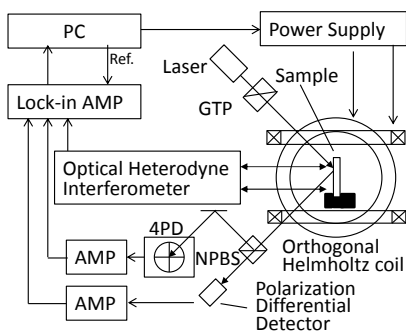 PC
Power Supply
Ref.
Laser
Sample
Lock-in AMP
GTP
Optical Heterodyne
Interferometer
4PD
NPBS
AMP
Orthogonal
Helmholtz coil
AMP
Polarization
Differential
Detector